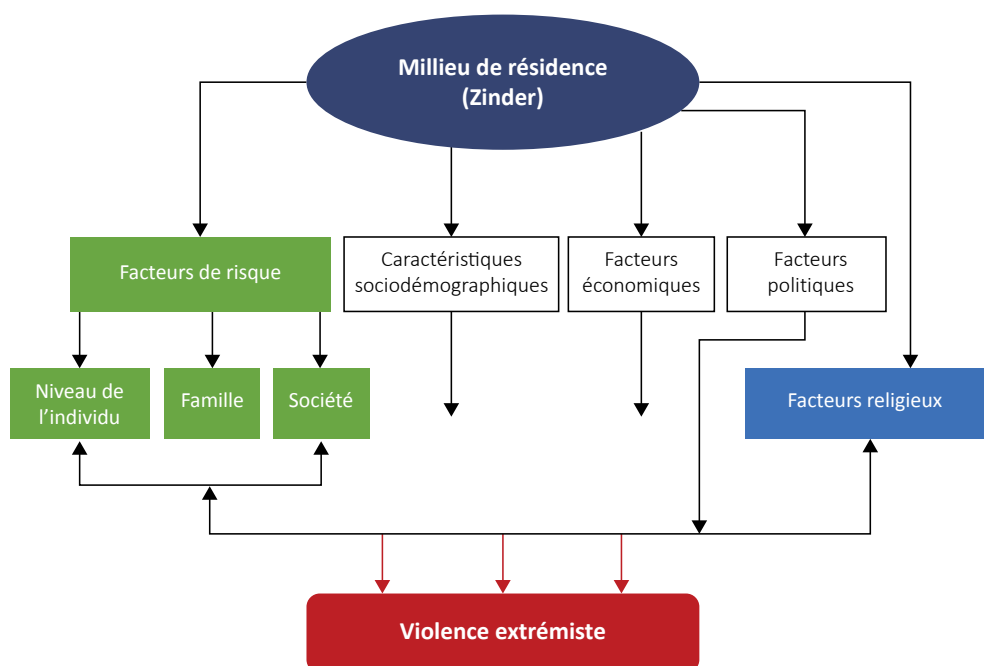 Millieu de résidence
(Zinder)
Facteurs de risque
Caractéristiques
sociodémographiques
Facteurs
économiques
Facteurs
politiques
Niveau de
l’individu
Famille
Société
Facteurs religieux
Violence extrémiste